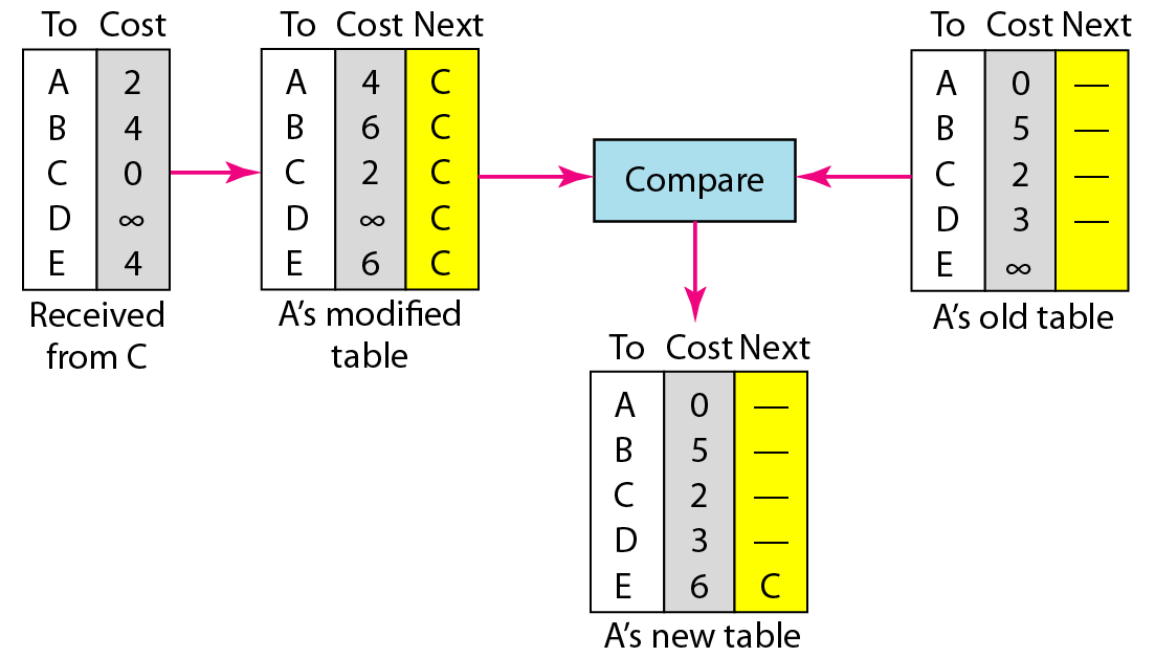 To Cost
A 2
B 4
C 0
D ∞
E 4
Received
from C
To Cost Next
A 4 C
B 6 C
C 2 C
D ∞ C
E 6 C
A's modified
table
Compare
To Cost Next
A 0 —
B 5 —
C 2 —
D 3 —
E ∞
A's old table
To Cost Next
A 0 —
B 5 —
C 2 —
D 3 —
E 6 C
A's new table